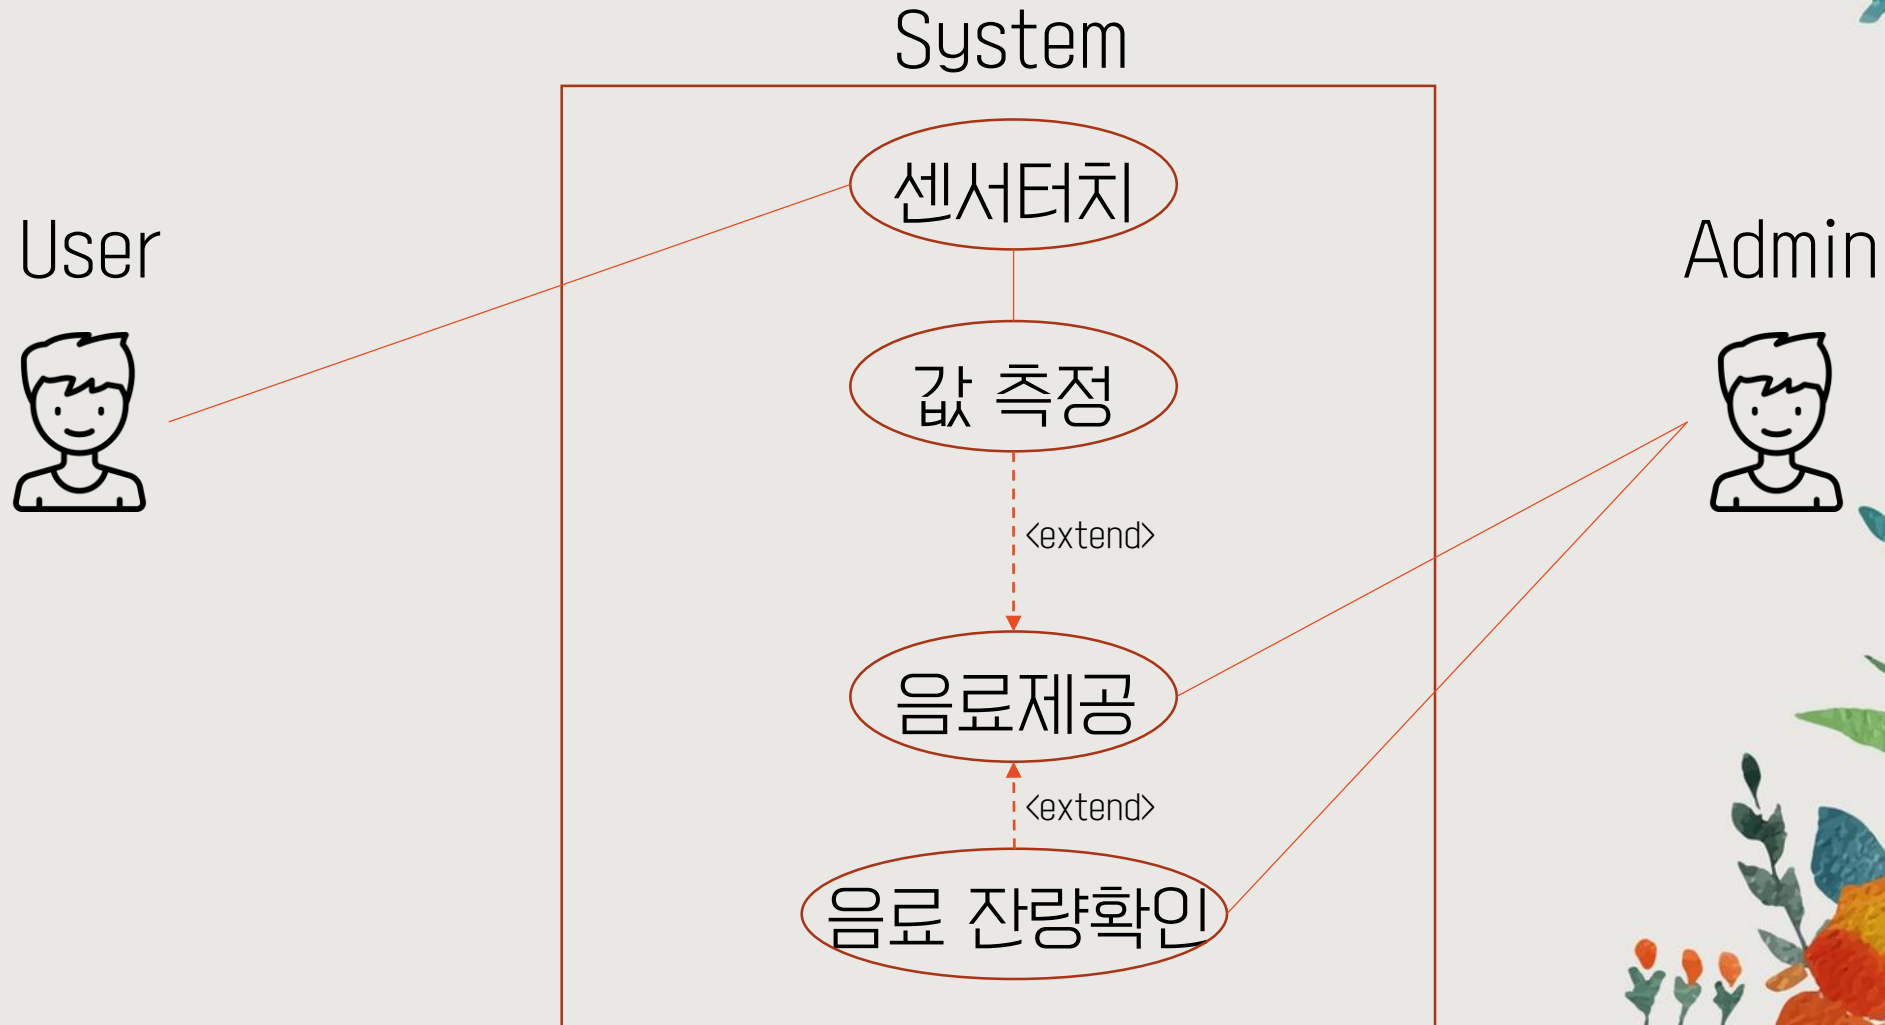 System
센서터치
User
Admin
값 측정
<extend>
음료제공
<extend>
음료 잔량확인